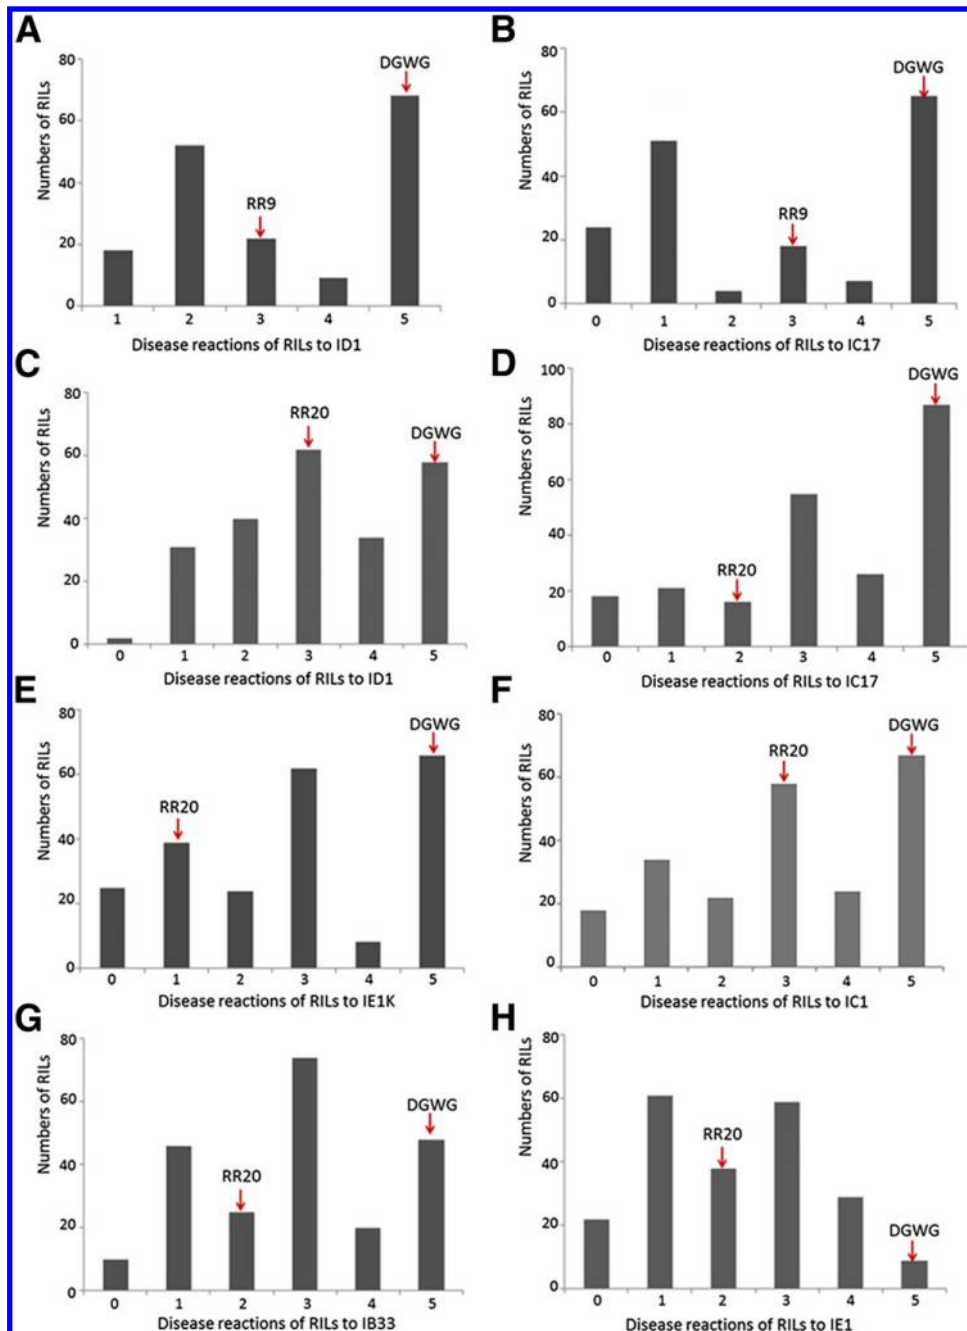 A
Numbers of RILs
80
60
40
20
0
RR9
DGWG
1 2 3 4 5
Disease reactions of RILs to ID1
B
Numbers of RILs
80
60
40
20
0
RR9
DGWG
0 1 2 3 4 5
Disease reactions of RILs to IC17
C
Numbers of RILs
80
60
40
20
0
RR20
DGWG
0 1 2 3 4 5
Disease reactions of RILs to ID1
D
Numbers of RILs
100
80
60
40
20
0
RR20
DGWG
0 1 2 3 4 5
Disease reactions of RILs to IC17
E
Numbers of RILs
80
60
40
20
0
RR20
DGWG
0 1 2 3 4 5
Disease reactions of RILs to IE1K
F
Numbers of RILs
80
60
40
20
0
RR20
DGWG
0 1 2 3 4 5
Disease reactions of RILs to IC1
G
Numbers of RILs
80
60
40
20
0
RR20
DGWG
0 1 2 3 4 5
Disease reactions of RILs to IB33
H
Numbers of RILs
80
60
40
20
0
RR20
DGWG
0 1 2 3 4 5
Disease reactions of RILs to IE1